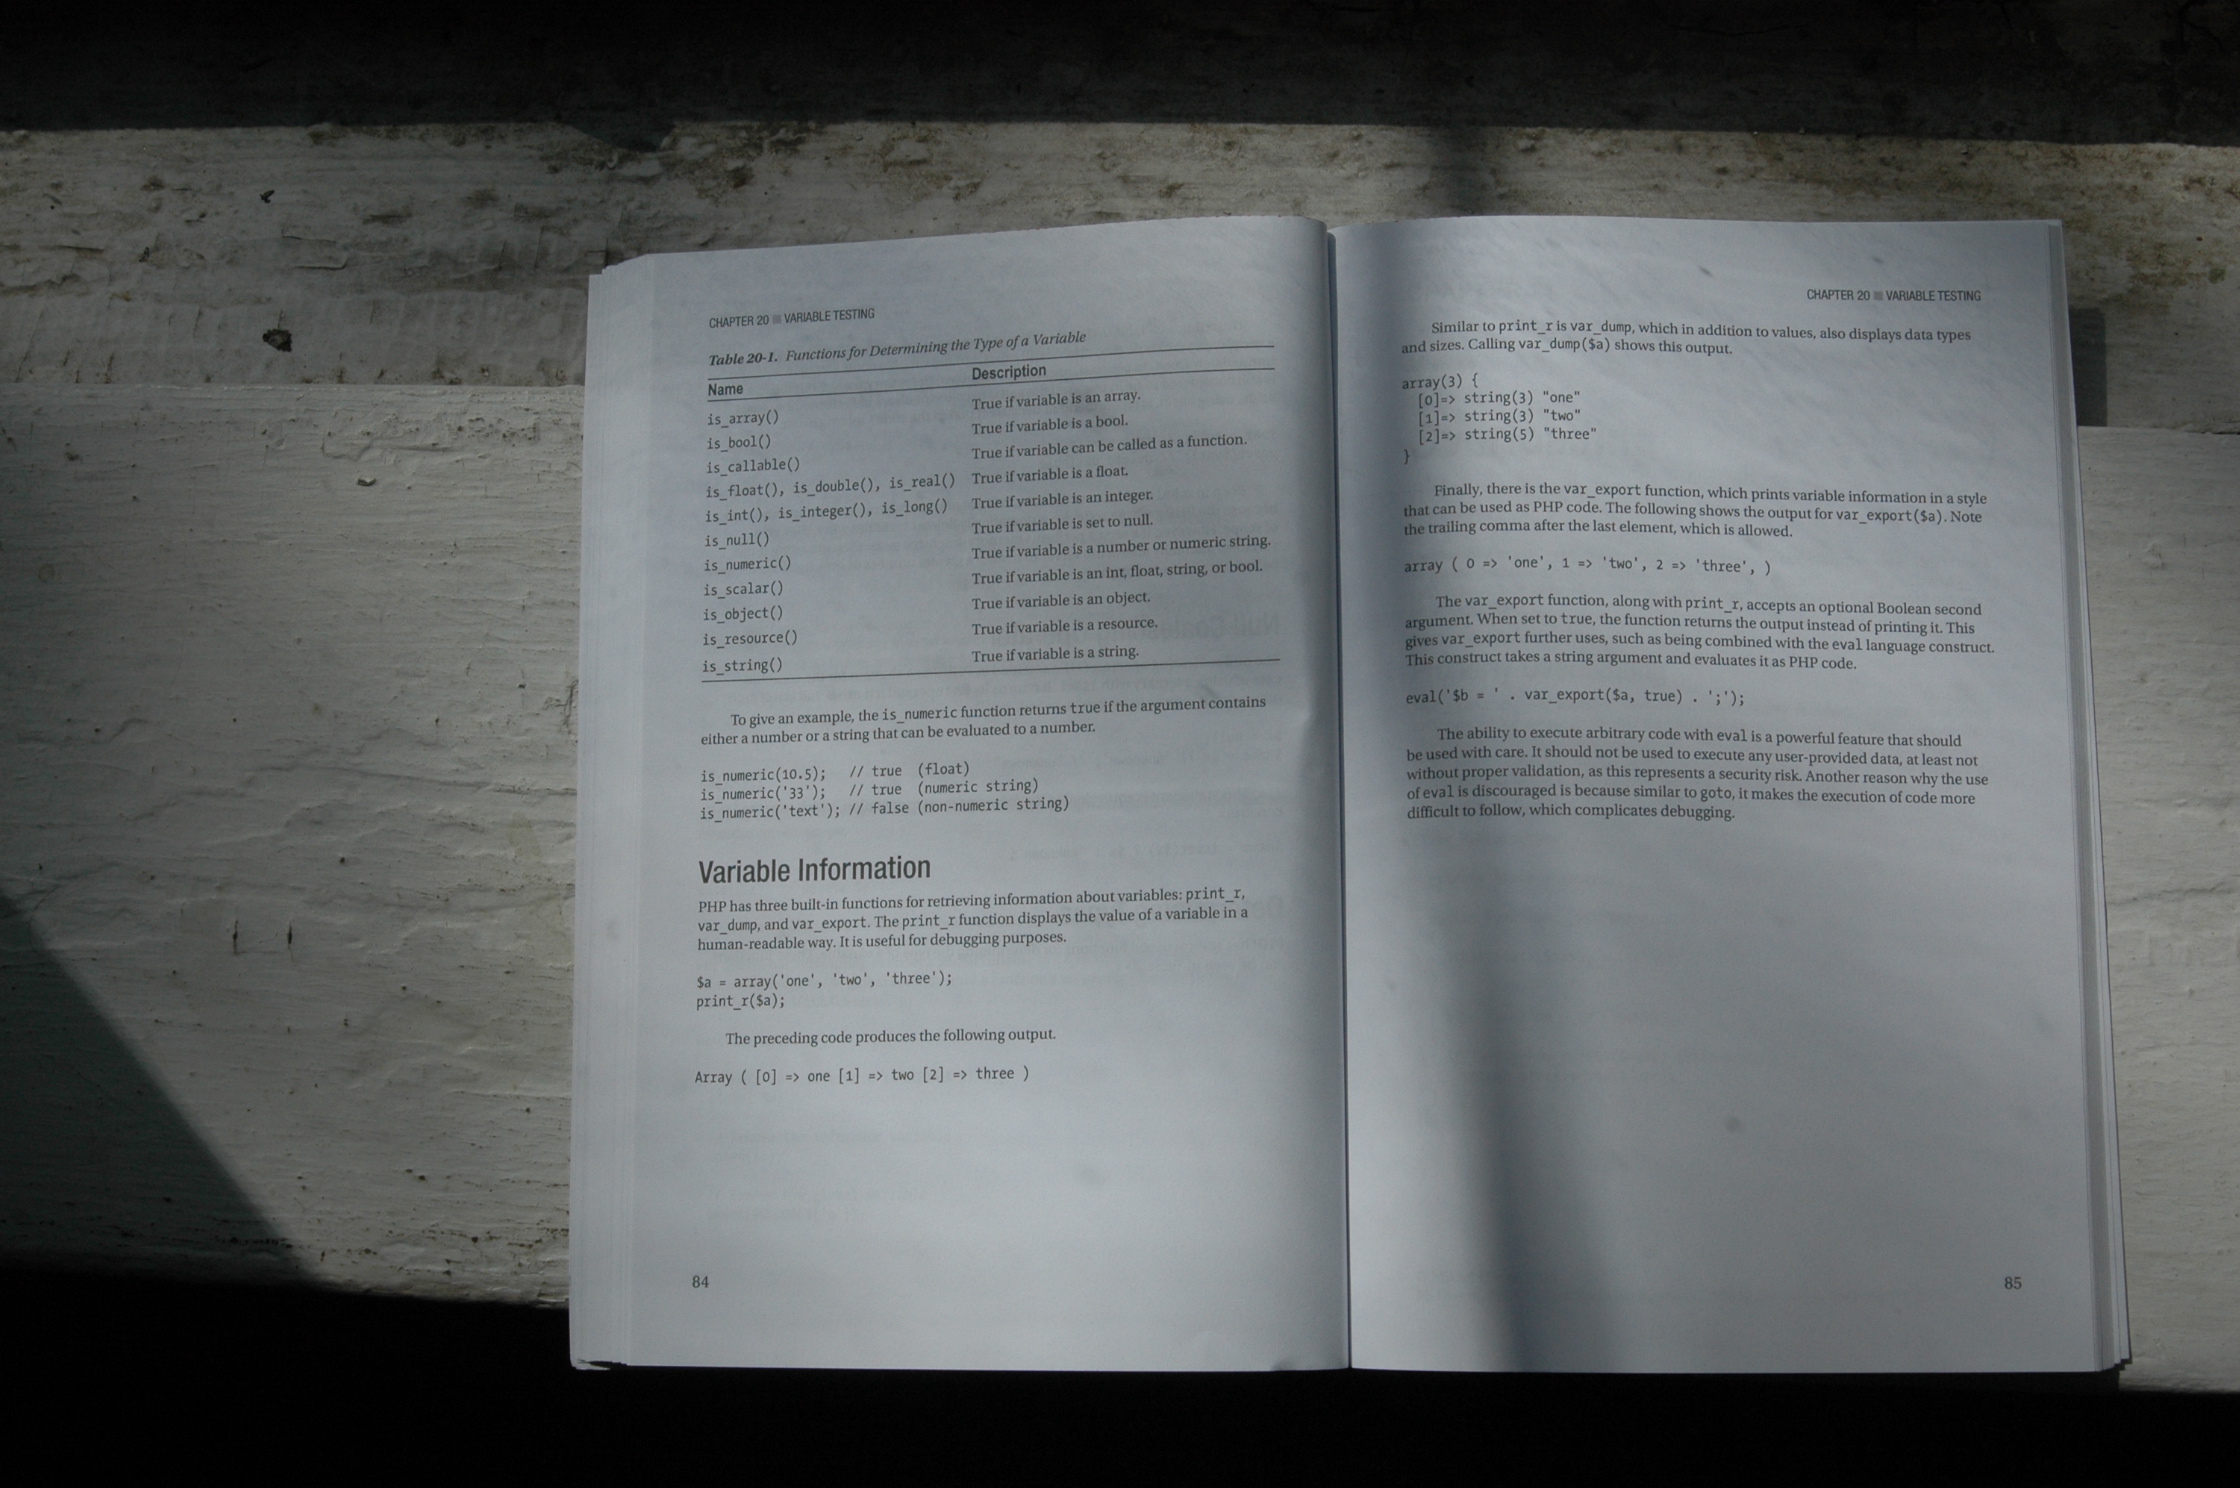 CHAPTER 20 ■ VARIABLE TESTING
Table 20-1. Functions for Determining the Type of a Variable
Name Description
is_array() True if variable is an array.
is_bool() True if variable is a bool.
is_callable() True if variable can be called as a function.
is_float(), is_double(), is_real() True if variable is a float.
is_int(), is_integer(), is_long() True if variable is an integer.
is_null() True if variable is set to null.
is_numeric() True if variable is a number or numeric string.
is_scalar() True if variable is an int, float, string, or bool.
is_object() True if variable is an object.
is_resource() True if variable is a resource.
is_string() True if variable is a string.
To give an example, the is_numeric function returns true if the argument contains
either a number or a string that can be evaluated to a number.
is_numeric(10.5); // true (float)
is_numeric('33'); // true (numeric string)
is_numeric('text'); // false (non-numeric string)
Variable Information
PHP has three built-in functions for retrieving information about variables: print_r,
var_dump, and var_export. The print_r function displays the value of a variable in a
human-readable way. It is useful for debugging purposes.
$a = array('one', 'two', 'three');
print_r($a);
The preceding code produces the following output.
Array ( [0] => one [1] => two [2] => three )
84
CHAPTER 20 ■ VARIABLE TESTING
Similar to print_r is var_dump, which in addition to values, also displays data types
and sizes. Calling var_dump($a) shows this output.
array(3) {
[0]=> string(3) "one"
[1]=> string(3) "two"
[2]=> string(5) "three"
}
Finally, there is the var_export function, which prints variable information in a style
that can be used as PHP code. The following shows the output for var_export($a). Note
the trailing comma after the last element, which is allowed.
array ( 0 => 'one', 1 => 'two', 2 => 'three', )
The var_export function, along with print_r, accepts an optional Boolean second
argument. When set to true, the function returns the output instead of printing it. This
gives var_export further uses, such as being combined with the eval language construct.
This construct takes a string argument and evaluates it as PHP code.
eval('$b = ' . var_export($a, true) . ';');
The ability to execute arbitrary code with eval is a powerful feature that should
be used with care. It should not be used to execute any user-provided data, at least not
without proper validation, as this represents a security risk. Another reason why the use
of eval is discouraged is because similar to goto, it makes the execution of code more
difficult to follow, which complicates debugging.
85